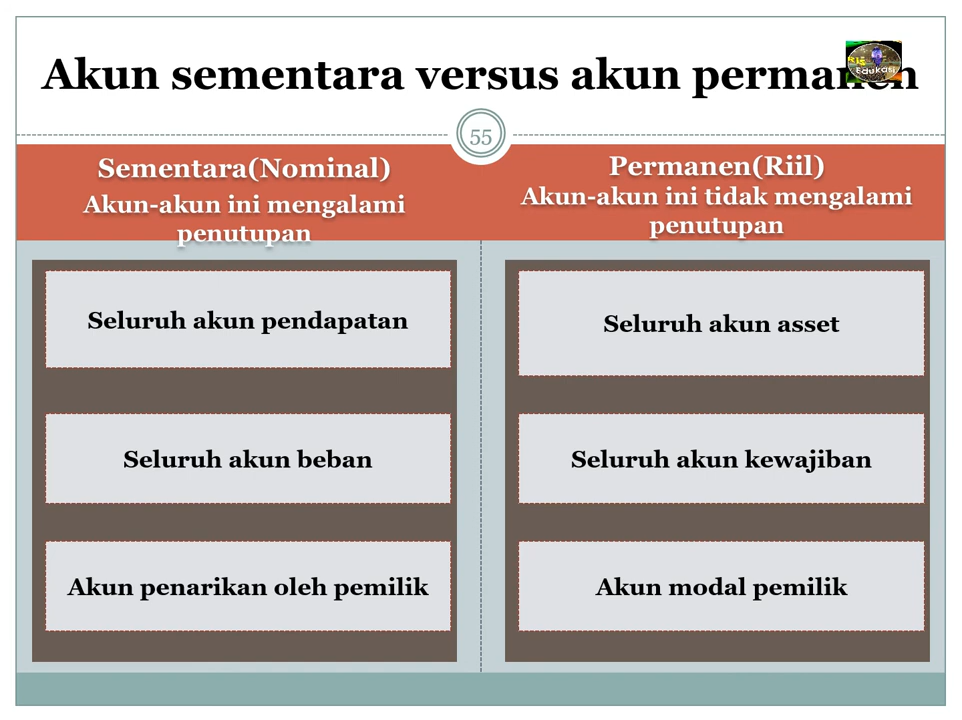 Akun sementara versus akun permanen
Edukasi
55
Sementara(Nominal)
Akun-akun ini mengalami
penutupan
Permanen(Riil)
Akun-akun ini tidak mengalami
penutupan
Seluruh akun pendapatan
Seluruh akun beban
Akun penarikan oleh pemilik
Seluruh akun asset
Seluruh akun kewajiban
Akun modal pemilik